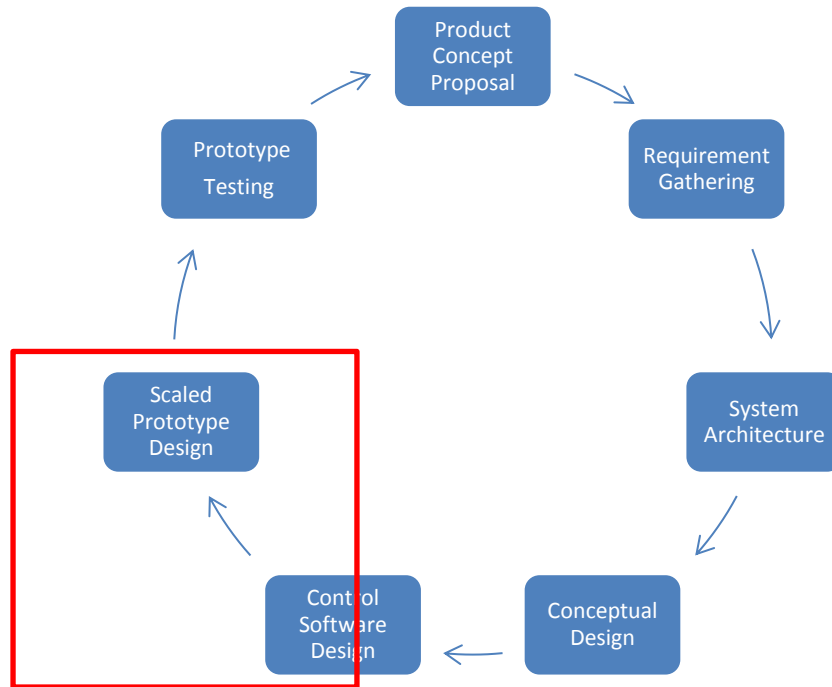 Product
Concept
Proposal
Requirement
Gathering
System
Architecture
Conceptual
Design
Control
Software
Design
Scaled
Prototype
Design
Prototype
Testing